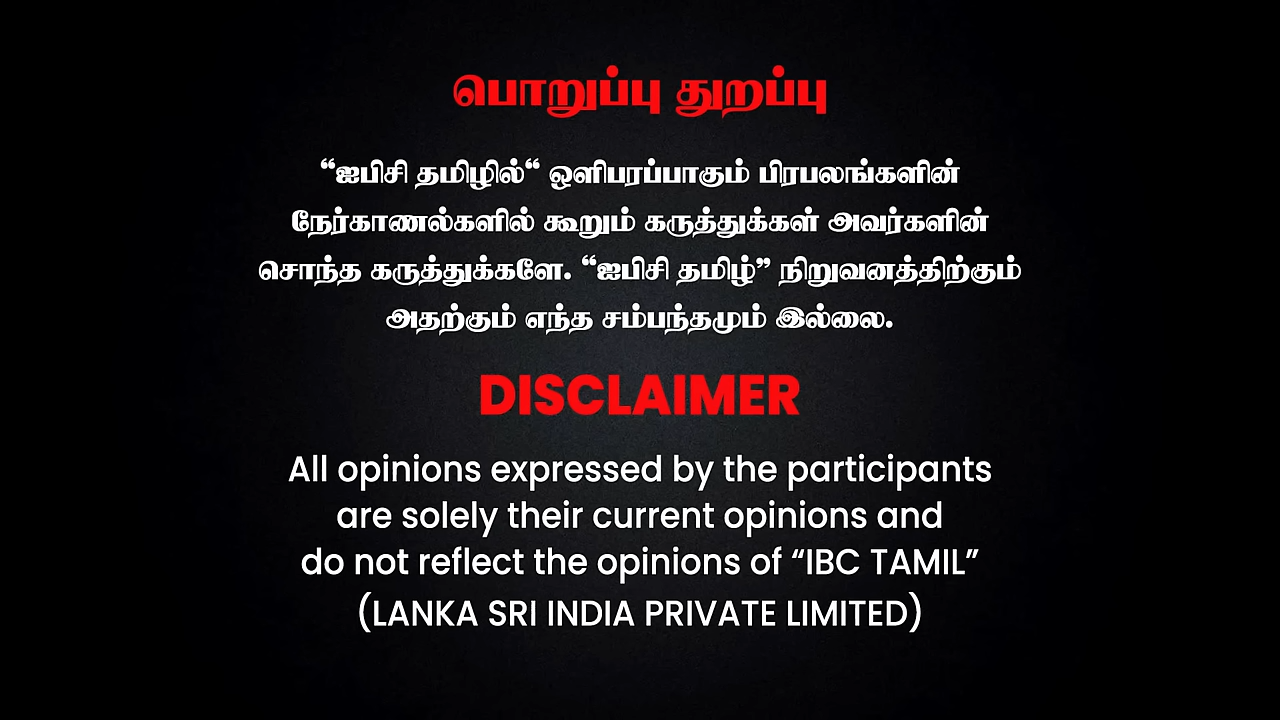 பொறுப்பு துறப்பு
“ஐபிசி தமிழில்“ ஒளிபரப்பாகும் பிரபலங்களின்
நேர்காணல்களில் கூறும் கருத்துக்கள் அவர்களின்
சொந்த கருத்துக்களே. “ஐபிசி தமிழ்” நிறுவனத்திற்கும்
அதற்கும் எந்த சம்பந்தமும் இல்லை.
DISCLAIMER
All opinions expressed by the participants
are solely their current opinions and
do not reflect the opinions of “IBC TAMIL”
(LANKA SRI INDIA PRIVATE LIMITED)